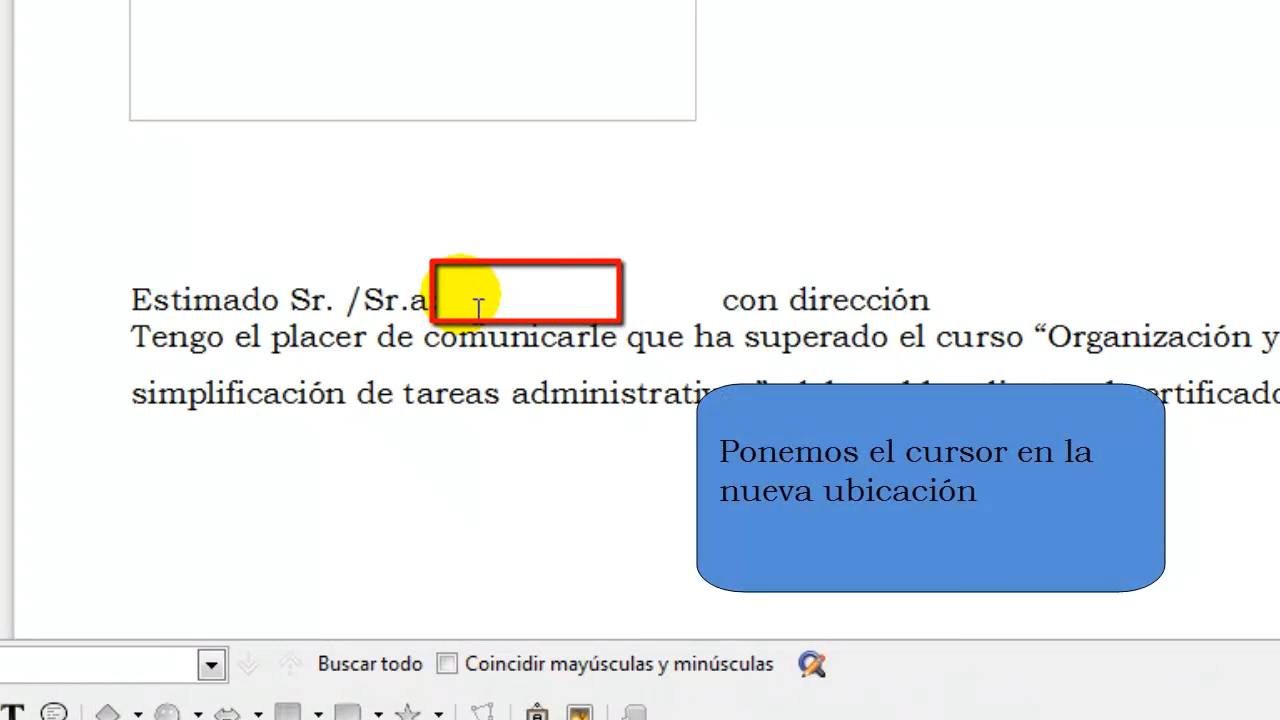 Estimado Sr. /Sr.a. con dirección
Tengo el placer de comunicarle que ha superado el curso “Organización y
simplificación de tareas
Ponemos el cursor en la
nueva ubicación
Buscar todo Coincidir mayúsculas y minúsculas